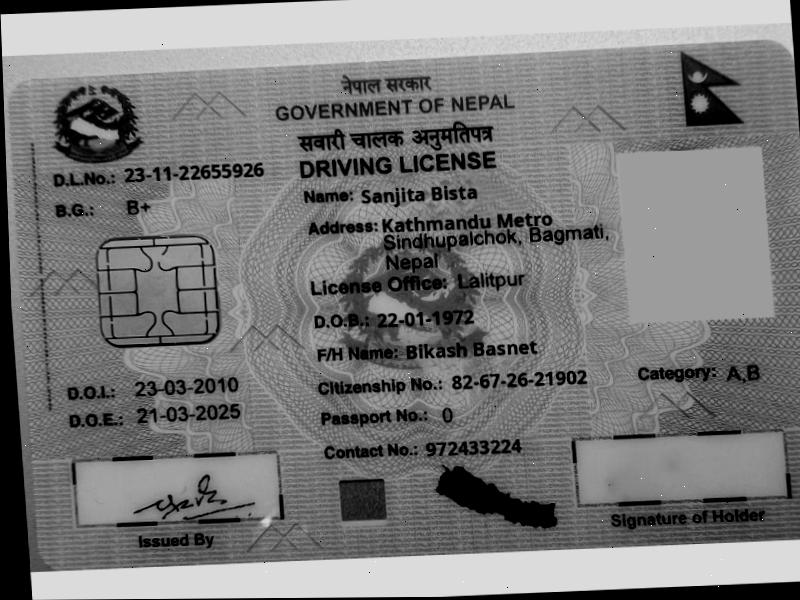 नेपाल सरकार
GOVERNMENT OF NEPAL
सवारी चालक अनुमतिपत्र
DRIVING LICENSE
D.L.No.: 23-11-22655926
B.G.: B+
Name: Sanjita Bista
Address: Kathmandu Metro
Sindhupalchok, Bagmati,
Nepal
License Office: Lalitpur
D.O.B.: 22-01-1972
F/H Name: Bikash Basnet
Citizenship No.: 82-67-26-21902
Category: A,B
D.O.I.: 23-03-2010
D.O.E.: 21-03-2025
Passport No.: 0
Contact No.: 972433224
Issued By
Signature of Holder